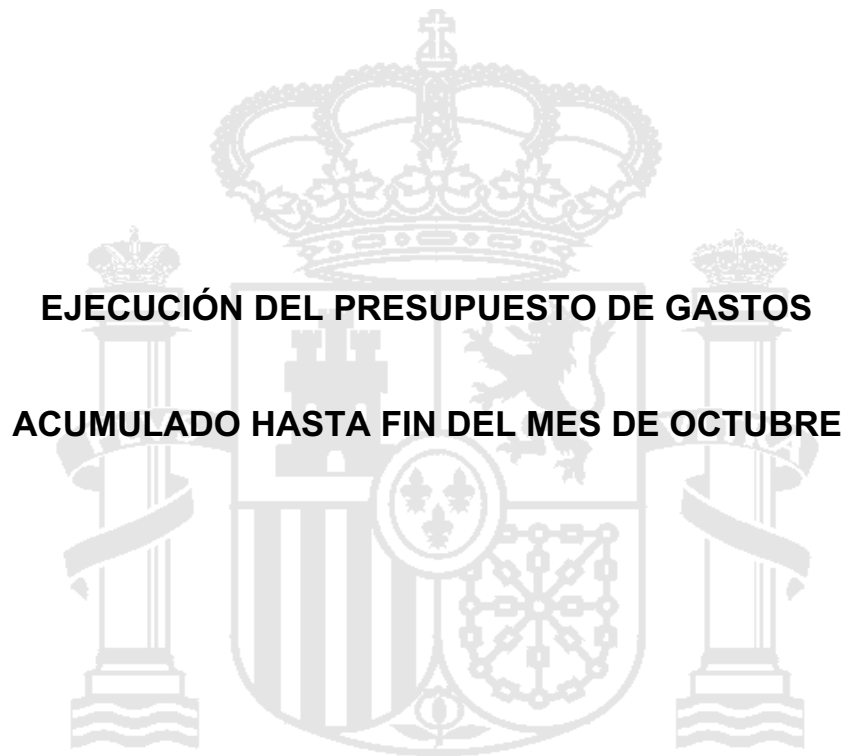 EJECUCIÓN DEL PRESUPUESTO DE GASTOS
ACUMULADO HASTA FIN DEL MES DE OCTUBRE